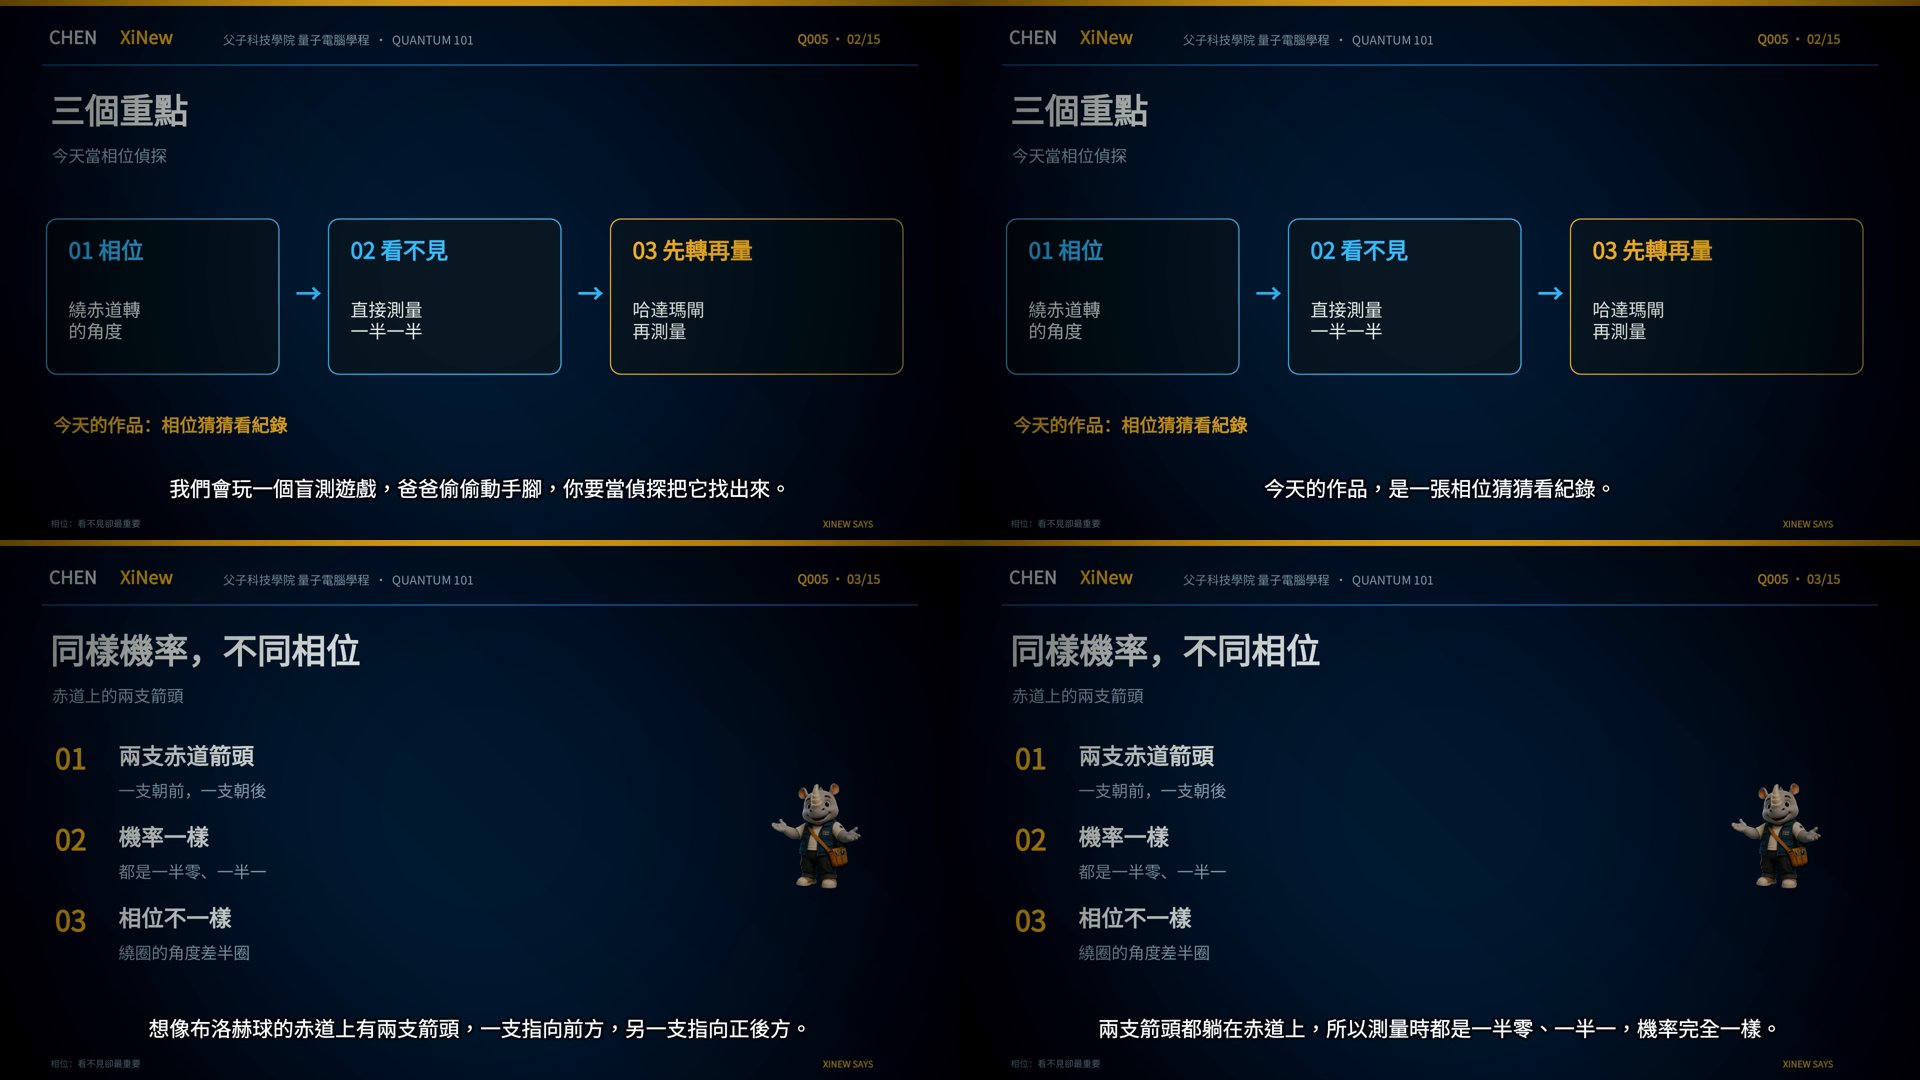 CHEN XiNew 父子科技學院 量子電腦學程 · QUANTUM 101 Q005 · 02/15
三個重點
今天當相位偵探
01 相位
繞赤道轉
的角度
→
02 看不見
直接測量
一半一半
→
03 先轉再量
哈達瑪閘
再測量
今天的作品：相位猜猜看紀錄
我們會玩一個盲測遊戲，爸爸偷偷動手腳，你要當偵探把它找出來。
相位：看不見卻最重要 XINEW SAYS
CHEN XiNew 父子科技學院 量子電腦學程 · QUANTUM 101 Q005 · 02/15
三個重點
今天當相位偵探
01 相位
繞赤道轉
的角度
→
02 看不見
直接測量
一半一半
→
03 先轉再量
哈達瑪閘
再測量
今天的作品：相位猜猜看紀錄
今天的作品，是一張相位猜猜看紀錄。
相位：看不見卻最重要 XINEW SAYS
CHEN XiNew 父子科技學院 量子電腦學程 · QUANTUM 101 Q005 · 03/15
同樣機率，不同相位
赤道上的兩支箭頭
01 兩支赤道箭頭
一支朝前，一支朝後
02 機率一樣
都是一半零、一半一
03 相位不一樣
繞圈的角度差半圈
想像布洛赫球的赤道上有兩支箭頭，一支指向前方，另一支指向正後方。
相位：看不見卻最重要 XINEW SAYS
CHEN XiNew 父子科技學院 量子電腦學程 · QUANTUM 101 Q005 · 03/15
同樣機率，不同相位
赤道上的兩支箭頭
01 兩支赤道箭頭
一支朝前，一支朝後
02 機率一樣
都是一半零、一半一
03 相位不一樣
繞圈的角度差半圈
兩支箭頭都躺在赤道上，所以測量時都是一半零、一半一，機率完全一樣。
相位：看不見卻最重要 XINEW SAYS